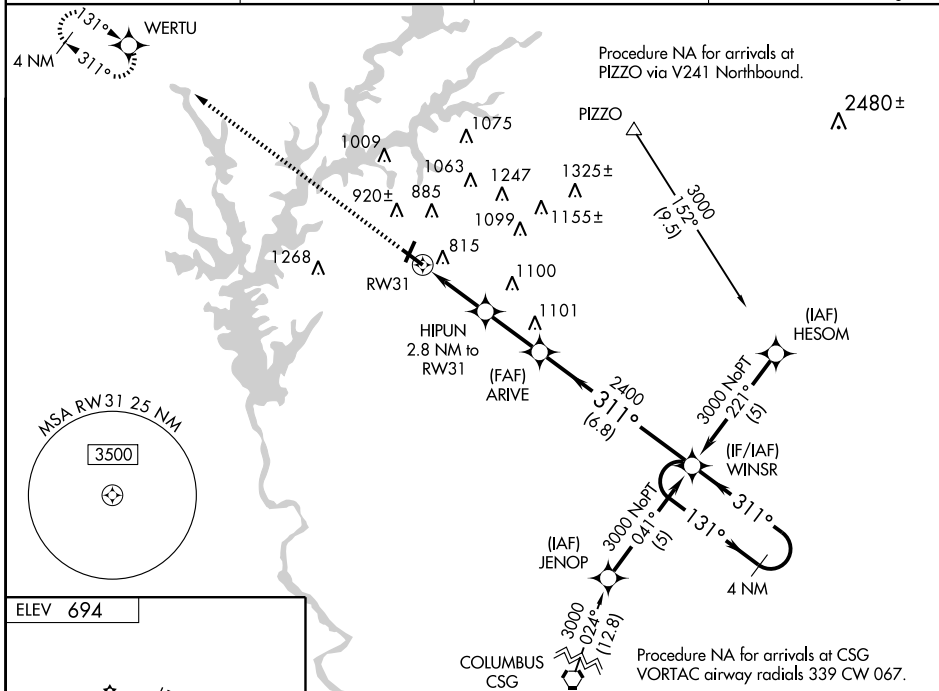 131°
WERTU
4 NM
311°
Procedure NA for arrivals at
PIZZO via V241 Northbound.
PIZZO
2480±
1075
1009
1063
1247
1325±
920±
885
1099
1155±
3000
152°
(9.5)
815
1268
RW31
1100
1101
HIPUN
2.8 NM to
RW31
(FAF)
ARIVE
(IAF)
HESOM
2400
311°
(6.8)
3000 NoPT
221°
(5)
(IF/IAF)
WINSR
MSA RW31 25 NM
3500
3000 NoPT
041°
(5)
131°
311°
4 NM
(IAF)
JENOP
ELEV 694
3000
024°
(12.8)
COLUMBUS
CSG
Procedure NA for arrivals at CSG
VORTAC airway radials 339 CW 067.